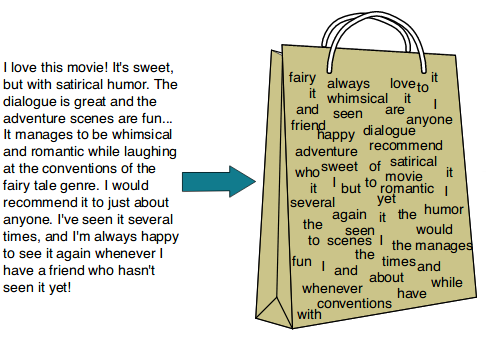 I love this movie! It's sweet,
but with satirical humor. The
dialogue is great and the
adventure scenes are fun...
It manages to be whimsical
and romantic while laughing
at the conventions of the
fairy tale genre. I would
recommend it to just about
anyone. I've seen it several
times, and I'm always happy
to see it again whenever I
have a friend who hasn't
seen it yet!
fairy always love to it
it whimsical it I
and seen are anyone
friend happy dialogue
adventure recommend
who sweet of satirical
it I but to movie it
romantic I
several yet
again it the humor
the seen would
to scenes I the manages
fun I and the times and
about while
whenever have
conventions
with